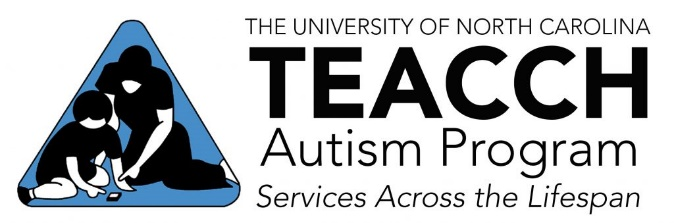 THE UNIVERSITY OF NORTH CAROLINA
TEACCH
Autism Program
Services Across the Lifespan